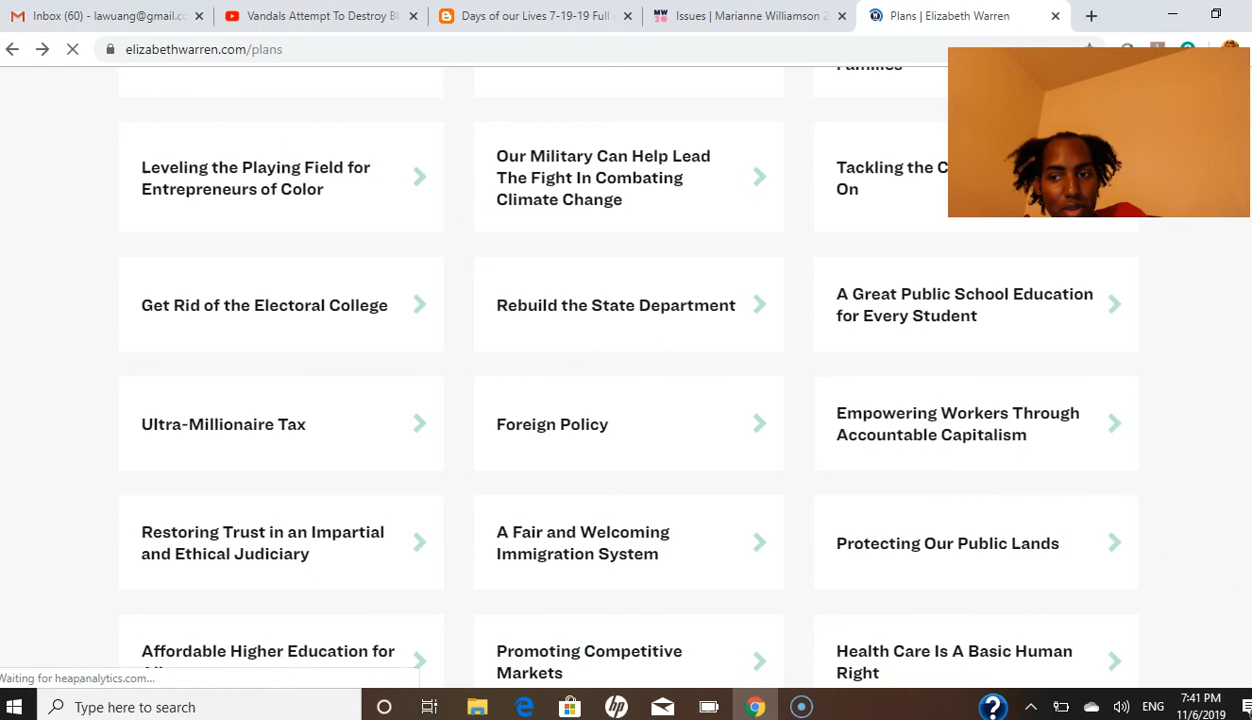 Inbox (60) - lawuang@gmail.c
Vandals Attempt To Destroy B
Days of our Lives 7-19-19 Full
Issues | Marianne Williamson 2
Plans | Elizabeth Warren
elizabethwarren.com/plans
Families
Leveling the Playing Field for
Entrepreneurs of Color
Our Military Can Help Lead
The Fight In Combating
Climate Change
Tackling the C
On
Get Rid of the Electoral College
Rebuild the State Department
A Great Public School Education
for Every Student
Ultra-Millionaire Tax
Foreign Policy
Empowering Workers Through
Accountable Capitalism
Restoring Trust in an Impartial
and Ethical Judiciary
A Fair and Welcoming
Immigration System
Protecting Our Public Lands
Affordable Higher Education for
Promoting Competitive
Markets
Health Care Is A Basic Human
Right
Waiting for heapanalytics.com...
Type here to search
ENG
7:41 PM
11/6/2019